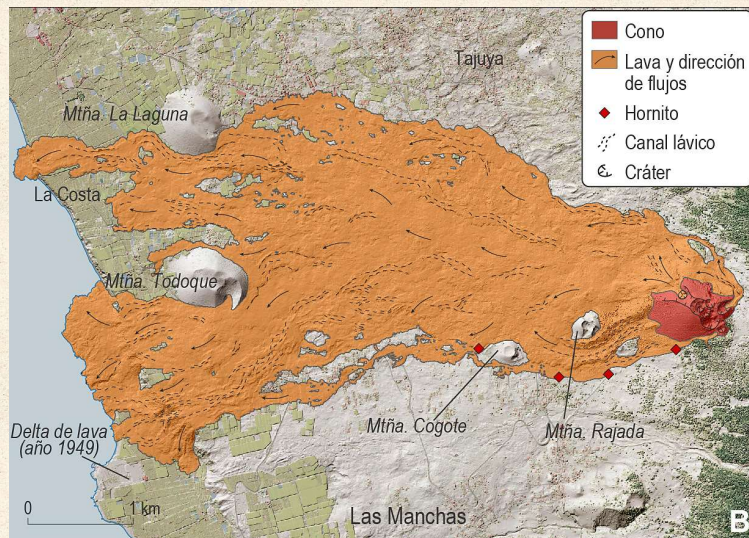 Cono
Lava y dirección
de flujos
Hornito
Canal lávico
Cráter
Tajuya
Mtña. La Laguna
La Costa
Mtña. Todoque
Mtña. Cogote
Mtña. Rajada
Delta de lava
(año 1949)
0
1 km
Las Manchas
B